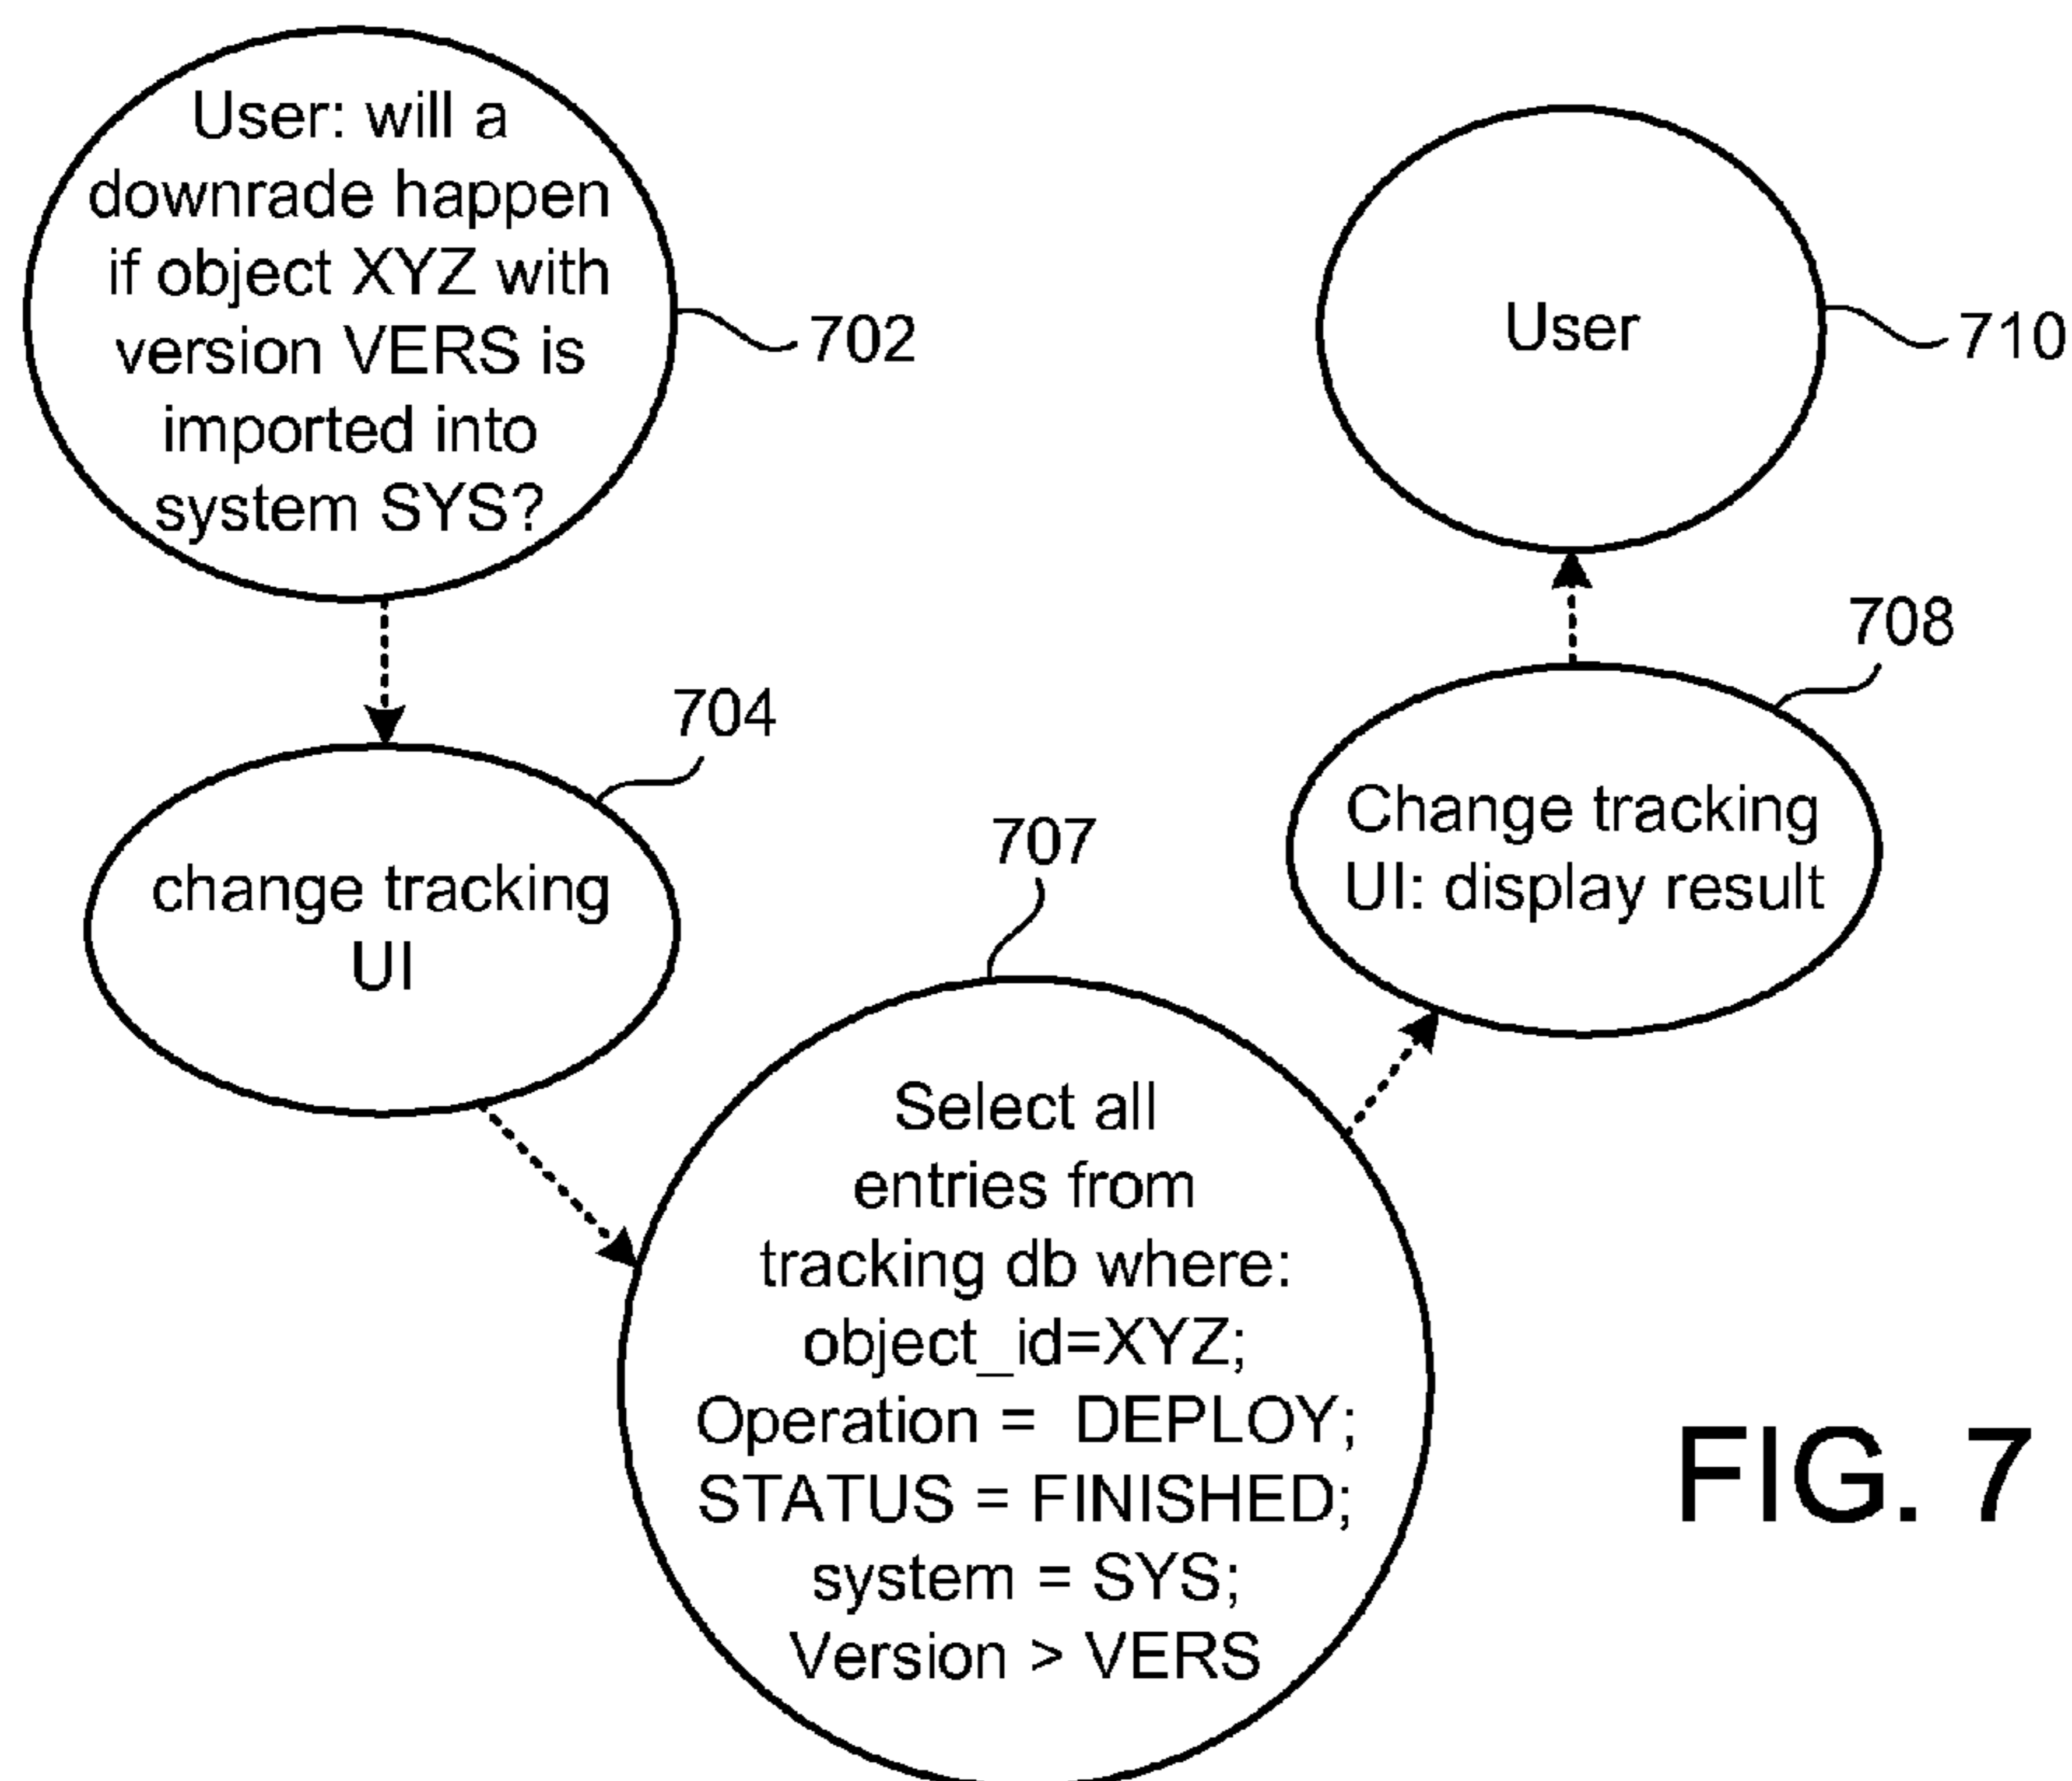 User: will a
downrade happen
if object XYZ with
version VERS is
imported into
system SYS?
702
change tracking
UI
704
Select all
entries from
tracking db where:
object_id=XYZ;
Operation = DEPLOY;
STATUS = FINISHED;
system = SYS;
Version > VERS
707
Change tracking
UI: display result
708
User
710
FIG. 7